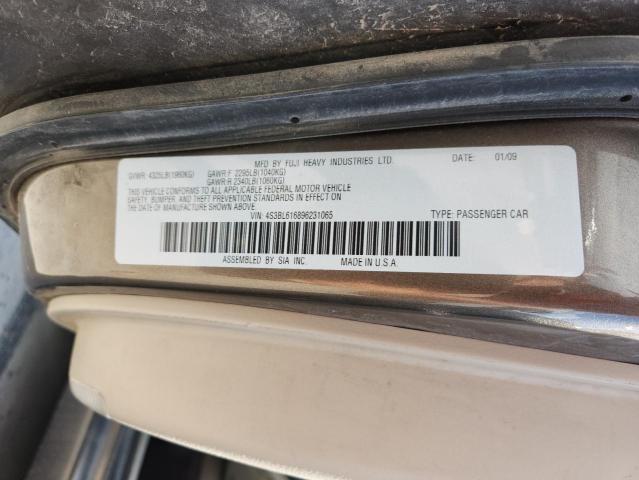 MFD BY FUJI HEAVY INDUSTRIES LTD. DATE: 01/09
GVWR: 4325LB(1960KG) GAWR:F 2295LB(1040KG)
GAWR:R 2340LB(1060KG)
THIS VEHICLE CONFORMS TO ALL APPLICABLE FEDERAL MOTOR VEHICLE
SAFETY, BUMPER, AND THEFT PREVENTION STANDARDS IN EFFECT ON
THE DATE OF MANUFACTURE SHOWN ABOVE.
VIN: 4S3BL616896231065 TYPE: PASSENGER CAR
ASSEMBLED BY SIA INC MADE IN U.S.A.